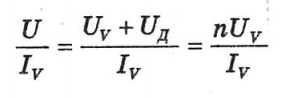 U/I_V = (U_V + U_Д)/I_V = nU_V/I_V